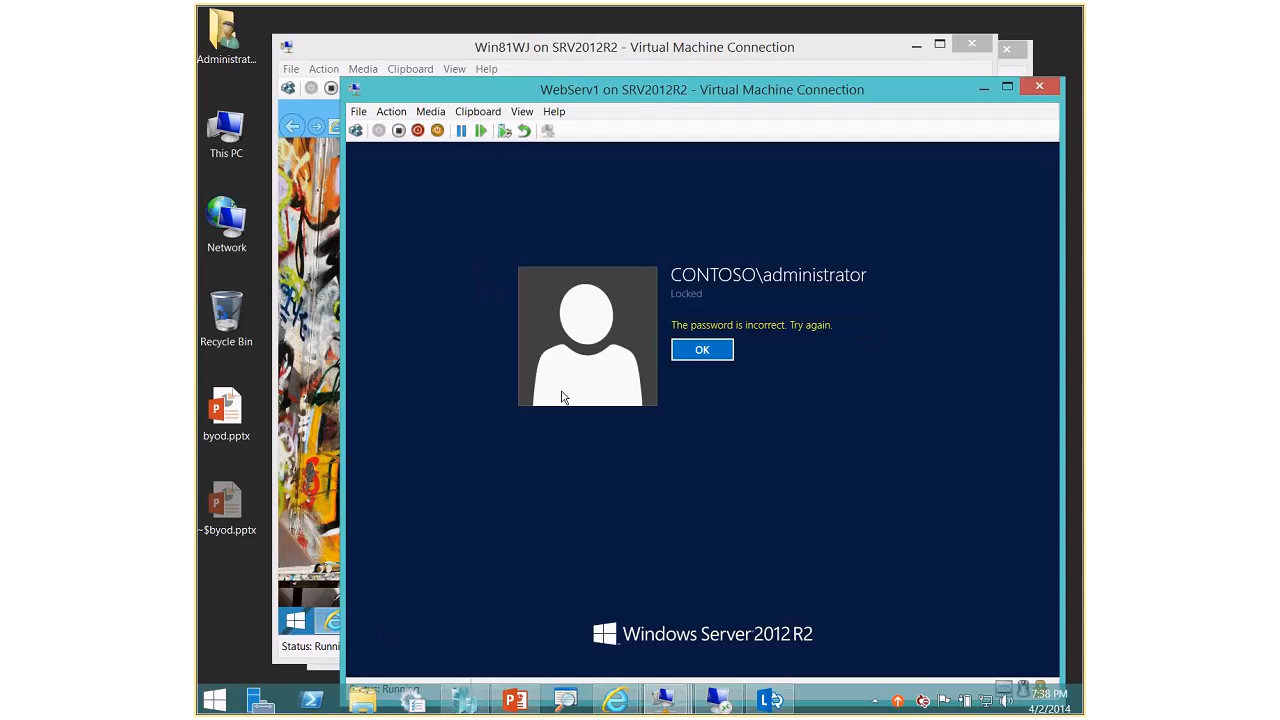 Administrat...
This PC
Network
Recycle Bin
byod.pptx
~$byod.pptx
Win81WJ on SRV2012R2 - Virtual Machine Connection
File Action Media Clipboard View Help
WebServ1 on SRV2012R2 - Virtual Machine Connection
File Action Media Clipboard View Help
CONTOSO\administrator
Locked
The password is incorrect. Try again.
OK
Windows Server 2012 R2
Status: Runni
Status: Running
7:38 PM
4/2/2014